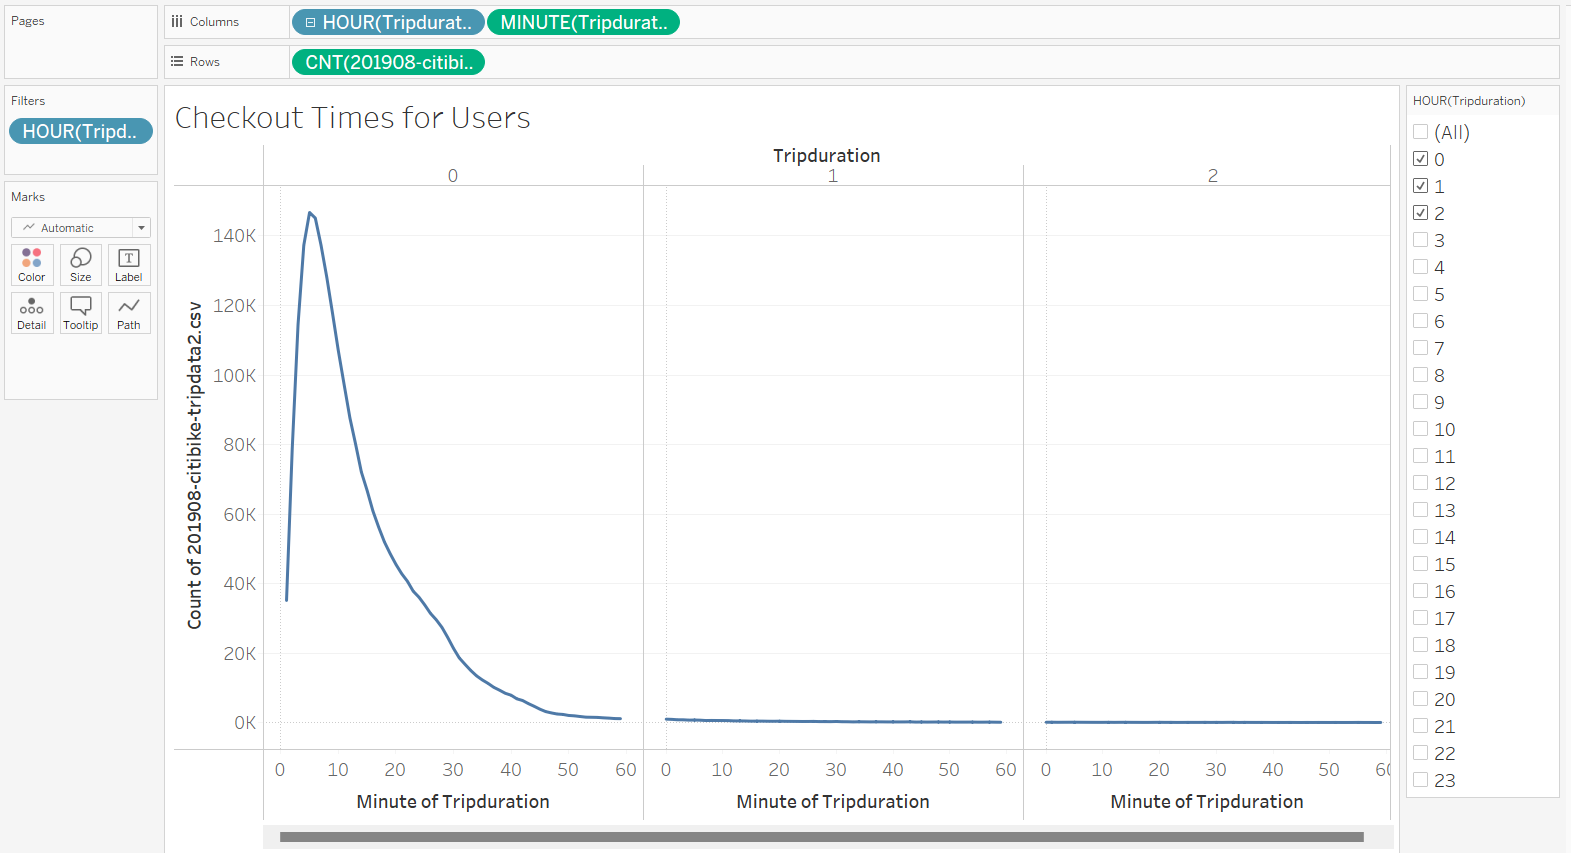 Pages
Columns
HOUR(Tripdurat..
MINUTE(Tripdurat..
Rows
CNT(201908-citibi..
Filters
HOUR(Tripd..
Marks
Automatic
Color
Size
Label
Detail
Tooltip
Path
Checkout Times for Users
Tripduration
0
1
2
Count of 201908-citibike-tripdata2.csv
140K
120K
100K
80K
60K
40K
20K
0K
0 10 20 30 40 50 60
0 10 20 30 40 50 60
0 10 20 30 40 50 60
Minute of Tripduration
Minute of Tripduration
Minute of Tripduration
HOUR(Tripduration)
(All)
0
1
2
3
4
5
6
7
8
9
10
11
12
13
14
15
16
17
18
19
20
21
22
23